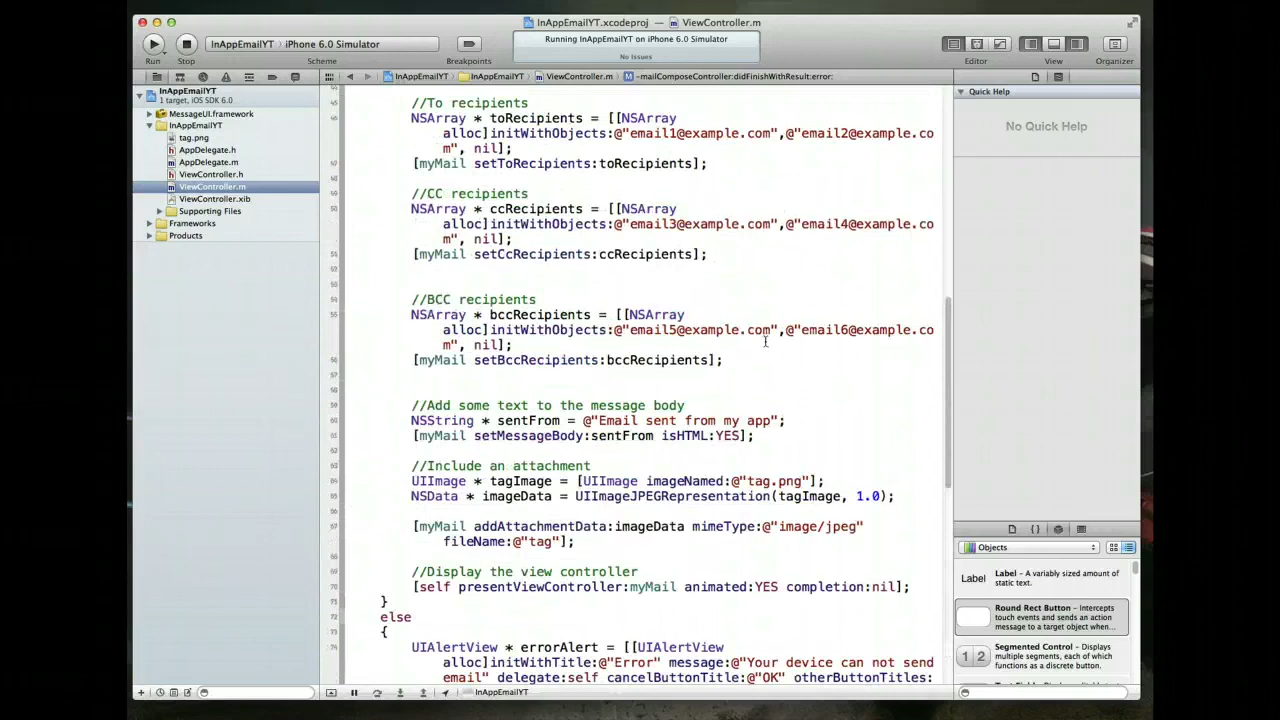 InAppEmailYT.xcodeproj — ViewController.m
Run
Stop
InAppEmailYT › iPhone 6.0 Simulator
Scheme
Breakpoints
Running InAppEmailYT on iPhone 6.0 Simulator
No Issues
Editor
View
Organizer
InAppEmailYT
1 target, iOS SDK 6.0
MessageUI.framework
InAppEmailYT
tag.png
AppDelegate.h
AppDelegate.m
ViewController.h
ViewController.m
ViewController.xib
Supporting Files
Frameworks
Products
InAppEmailYT › InAppEmailYT › ViewController.m › -mailComposeController:didFinishWithResult:error:
//To recipients
NSArray * toRecipients = [[NSArray
alloc]initWithObjects:@"email1@example.com",@"email2@example.co
m", nil];
[myMail setToRecipients:toRecipients];
//CC recipients
NSArray * ccRecipients = [[NSArray
alloc]initWithObjects:@"email3@example.com",@"email4@example.co
m", nil];
[myMail setCcRecipients:ccRecipients];
//BCC recipients
NSArray * bccRecipients = [[NSArray
alloc]initWithObjects:@"email5@example.com",@"email6@example.co
m", nil];
[myMail setBccRecipients:bccRecipients];
//Add some text to the message body
NSString * sentFrom = @"Email sent from my app";
[myMail setMessageBody:sentFrom isHTML:YES];
//Include an attachment
UIImage * tagImage = [UIImage imageNamed:@"tag.png"];
NSData * imageData = UIImageJPEGRepresentation(tagImage, 1.0);
[myMail addAttachmentData:imageData mimeType:@"image/jpeg"
fileName:@"tag"];
//Display the view controller
[self presentViewController:myMail animated:YES completion:nil];
}
else
{
UIAlertView * errorAlert = [[UIAlertView
alloc]initWithTitle:@"Error" message:@"Your device can not send
email" delegate:self cancelButtonTitle:@"OK" otherButtonTitles:
InAppEmailYT
Quick Help
No Quick Help
Objects
Label
Label – A variably sized amount of
static text.
Round Rect Button – Intercepts
touch events and sends an action
message to a target object when...
1 2
Segmented Control – Displays
multiple segments, each of which
functions as a discrete button.